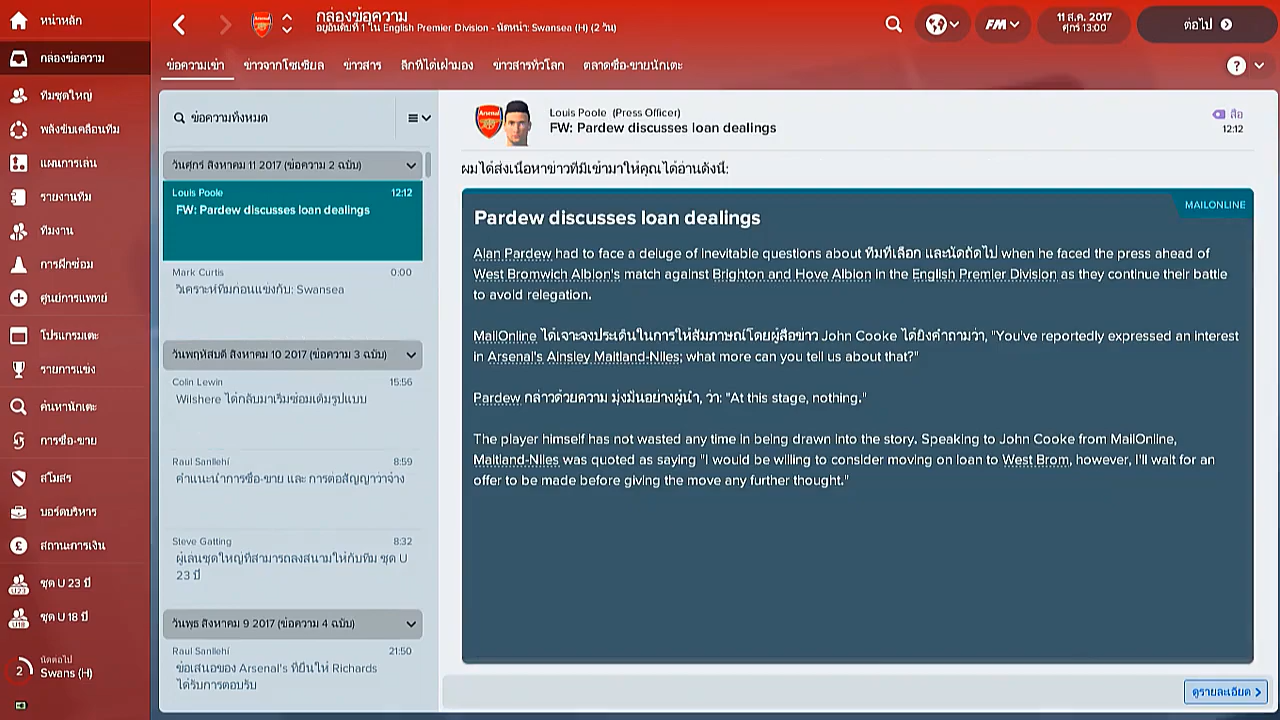 หน้าหลัก
กล่องข้อความ
ทีมชุดใหญ่
พลังขับเคลื่อนทีม
แผนการเล่น
รายงานทีม
ทีมงาน
การฝึกซ้อม
ศูนย์การแพทย์
โปรแกรมเตะ
รายการแข่ง
ค้นหานักเตะ
การซื้อ-ขาย
สโมสร
บอร์ดบริหาร
สถานะการเงิน
ชุด U 23 ปี
ชุด U 18 ปี
นัดต่อไป
2 Swans (H)
กล่องข้อความ
อยู่อันดับที่ 1 ใน English Premier Division - นัดหน้า: Swansea (H) (2 วัน)
FM
11 ส.ค. 2017
ศุกร์ 13:00
ต่อไป
ข้อความเข้า ข่าวจากโซเชียล ข่าวสาร ลีกที่ได้เฝ้ามอง ข่าวสารทั่วโลก ตลาดซื้อ-ขายนักเตะ
ข้อความทั้งหมด
วันศุกร์ สิงหาคม 11 2017 (ข้อความ 2 ฉบับ)
Louis Poole 12:12
FW: Pardew discusses loan dealings
Mark Curtis 0:00
วิเคราะห์ทีมก่อนแข่งกับ: Swansea
วันพฤหัสบดี สิงหาคม 10 2017 (ข้อความ 3 ฉบับ)
Colin Lewin 15:56
Wilshere ได้กลับมาเริ่มซ้อมเต็มรูปแบบ
Raul Sanllehí 8:59
คำแนะนำการซื้อ-ขาย และ การต่อสัญญาว่าจ้าง
Steve Gatting 8:32
ผู้เล่นชุดใหญ่ที่สามารถลงสนามให้กับทีม ชุด U
23 ปี
วันพุธ สิงหาคม 9 2017 (ข้อความ 4 ฉบับ)
Raul Sanllehí 21:50
ข้อเสนอของ Arsenal's ที่ยื่นให้ Richards
ได้รับการตอบรับ
Louis Poole (Press Officer)
FW: Pardew discusses loan dealings
สื่อ
12:12
ผมได้ส่งเนื้อหาข่าวที่มีเข้ามาให้คุณได้อ่านดังนี้:
MAILONLINE
Pardew discusses loan dealings
Alan Pardew had to face a deluge of inevitable questions about ทีมที่เลือก และนัดถัดไป when he faced the press ahead of
West Bromwich Albion's match against Brighton and Hove Albion in the English Premier Division as they continue their battle
to avoid relegation.
MailOnline ได้เจาะจงประเด็นในการให้สัมภาษณ์โดยผู้สื่อข่าว John Cooke ได้ยิงคำถามว่า, "You've reportedly expressed an interest
in Arsenal's Ainsley Maitland-Niles; what more can you tell us about that?"
Pardew กล่าวด้วยความ มุ่งมั่นอย่างผู้นำ, ว่า: "At this stage, nothing."
The player himself has not wasted any time in being drawn into the story. Speaking to John Cooke from MailOnline,
Maitland-Niles was quoted as saying "I would be willing to consider moving on loan to West Brom, however, I'll wait for an
offer to be made before giving the move any further thought."
ดูรายละเอียด